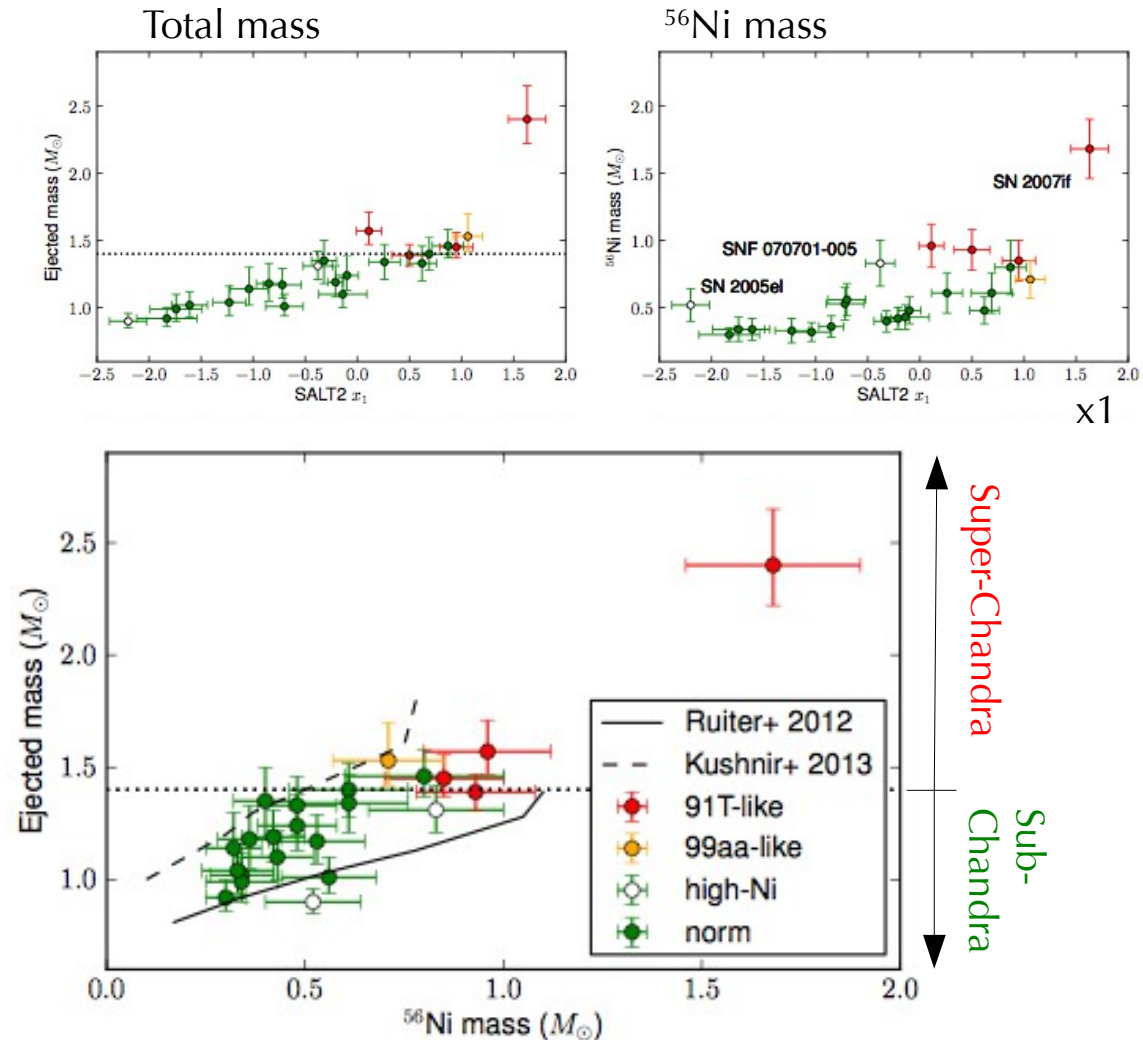 Total mass
⁵⁶Ni mass
Ejected mass (M☉)
2.5
2.0
1.5
1.0
−2.5 −2.0 −1.5 −1.0 −0.5 0.0 0.5 1.0 1.5 2.0
SALT2 x₁
⁵⁶Ni mass (M☉)
2.0
1.5
1.0
0.5
SN 2007if
SNF 070701-005
SN 2005el
−2.5 −2.0 −1.5 −1.0 −0.5 0.0 0.5 1.0 1.5 2.0
SALT2 x₁
x1
Ejected mass (M☉)
2.5
2.0
1.5
1.0
Ruiter+ 2012
Kushnir+ 2013
91T-like
99aa-like
high-Ni
norm
0.0 0.5 1.0 1.5 2.0
⁵⁶Ni mass (M☉)
Super-Chandra
Sub-
Chandra